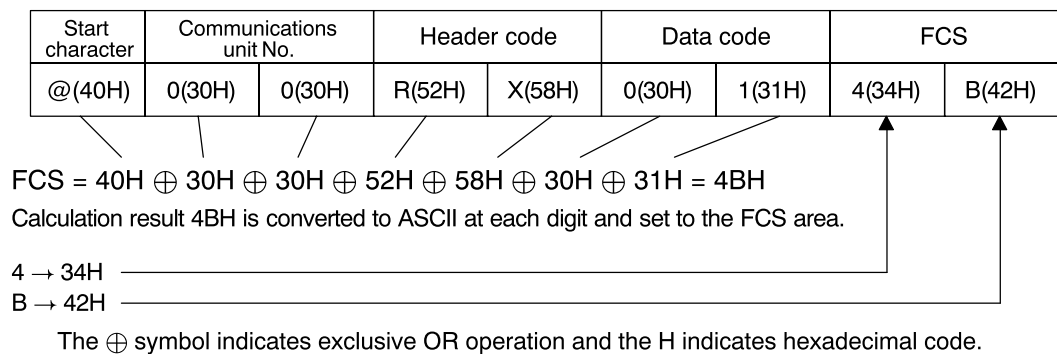 Start character Communications unit No. Header code Data code FCS
@(40H) 0(30H) 0(30H) R(52H) X(58H) 0(30H) 1(31H) 4(34H) B(42H)
FCS = 40H ⊕ 30H ⊕ 30H ⊕ 52H ⊕ 58H ⊕ 30H ⊕ 31H = 4BH
Calculation result 4BH is converted to ASCII at each digit and set to the FCS area.
4 → 34H
B → 42H
The ⊕ symbol indicates exclusive OR operation and the H indicates hexadecimal code.